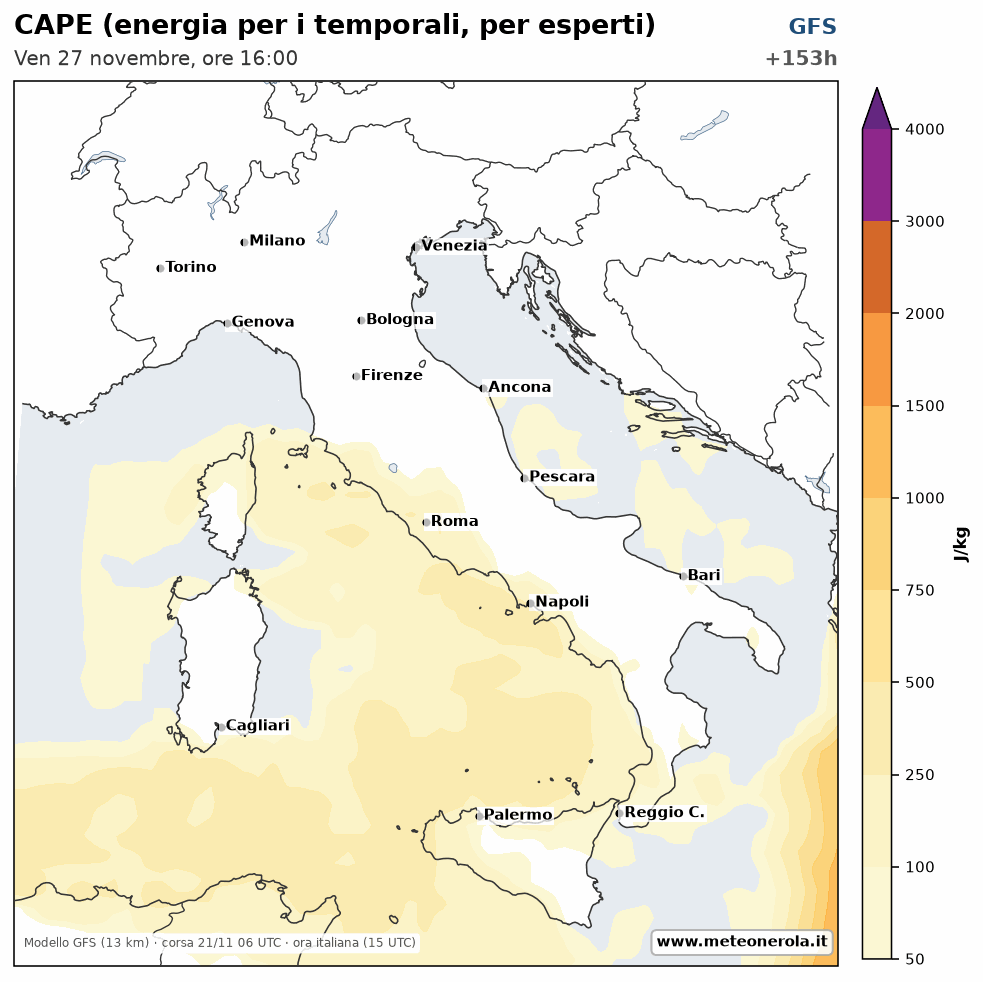 CAPE (energia per i temporali, per esperti)
GFS
Ven 27 novembre, ore 16:00
+153h
Milano
Venezia
Torino
Genova
Bologna
Firenze
Ancona
Pescara
Roma
Bari
Napoli
Cagliari
Palermo
Reggio C.
4000
3000
2000
1500
1000
750
500
250
100
50
J/kg
Modello GFS (13 km) · corsa 21/11 06 UTC · ora italiana (15 UTC)
www.meteonerola.it